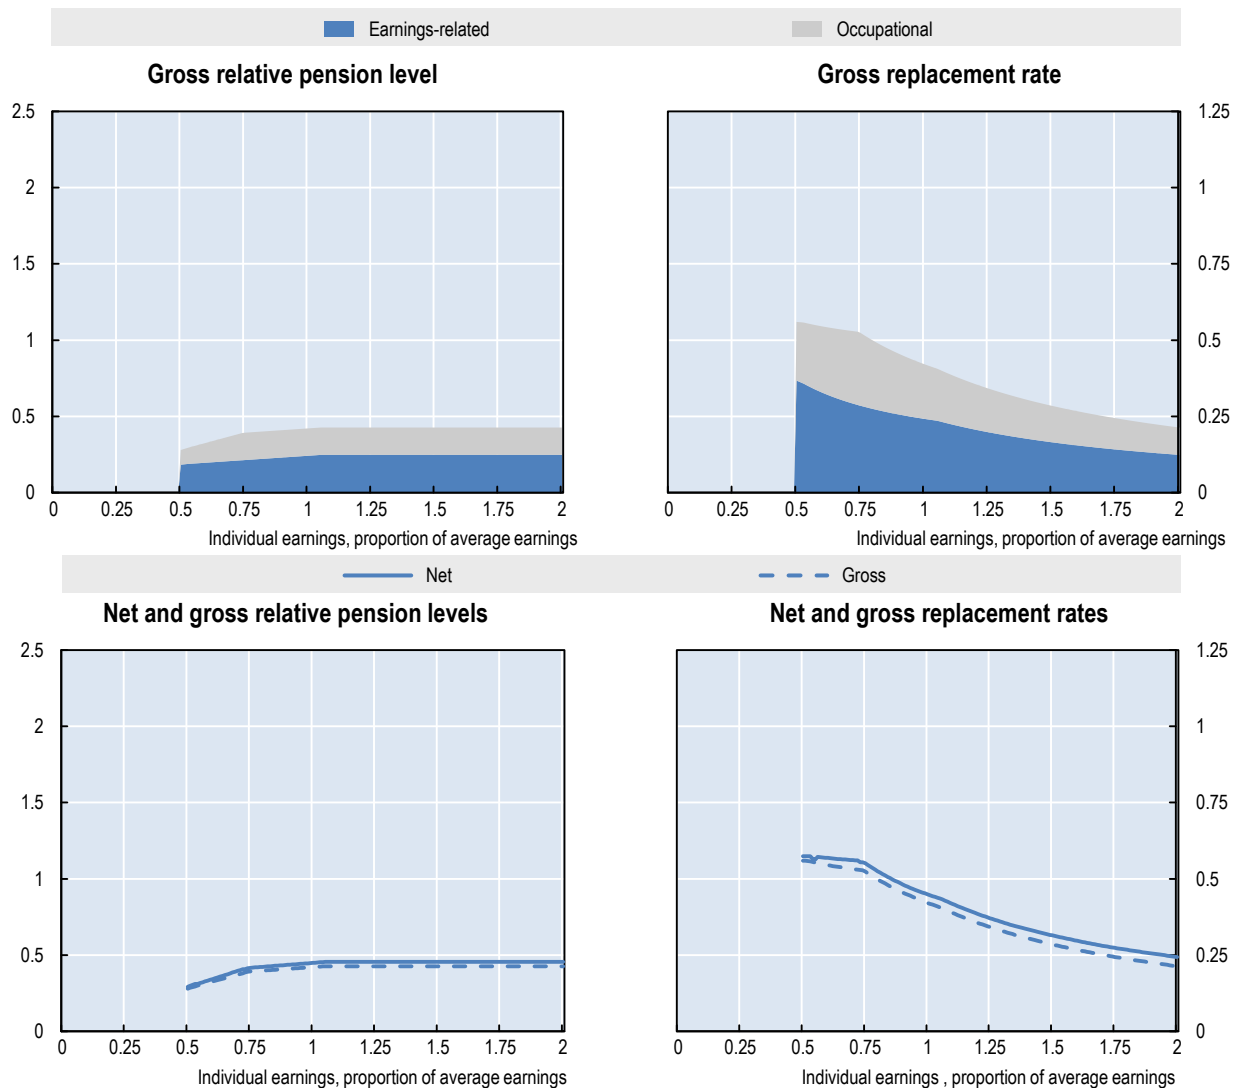 Earnings-related Occupational
Gross relative pension level
Gross replacement rate
2.5
2
1.5
1
0.5
0
0 0.25 0.5 0.75 1 1.25 1.5 1.75 2
Individual earnings, proportion of average earnings
1.25
1
0.75
0.5
0.25
0
0 0.25 0.5 0.75 1 1.25 1.5 1.75 2
Individual earnings, proportion of average earnings
Net Gross
Net and gross relative pension levels
Net and gross replacement rates
2.5
2
1.5
1
0.5
0
0 0.25 0.5 0.75 1 1.25 1.5 1.75 2
Individual earnings, proportion of average earnings
1.25
1
0.75
0.5
0.25
0
0 0.25 0.5 0.75 1 1.25 1.5 1.75 2
Individual earnings , proportion of average earnings